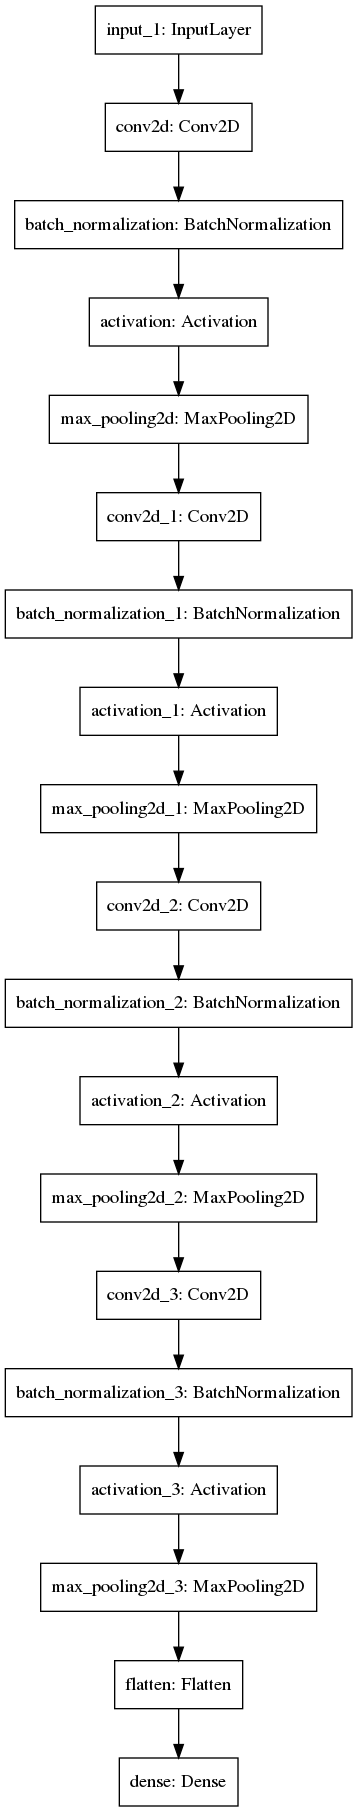 input_1: InputLayer
conv2d: Conv2D
batch_normalization: BatchNormalization
activation: Activation
max_pooling2d: MaxPooling2D
conv2d_1: Conv2D
batch_normalization_1: BatchNormalization
activation_1: Activation
max_pooling2d_1: MaxPooling2D
conv2d_2: Conv2D
batch_normalization_2: BatchNormalization
activation_2: Activation
max_pooling2d_2: MaxPooling2D
conv2d_3: Conv2D
batch_normalization_3: BatchNormalization
activation_3: Activation
max_pooling2d_3: MaxPooling2D
flatten: Flatten
dense: Dense